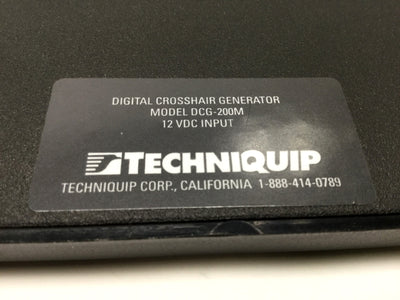 DIGITAL CROSSHAIR GENERATOR
MODEL DCG-200M
12 VDC INPUT
TECHNIQUIP
TECHNIQUIP CORP., CALIFORNIA 1-888-414-0789